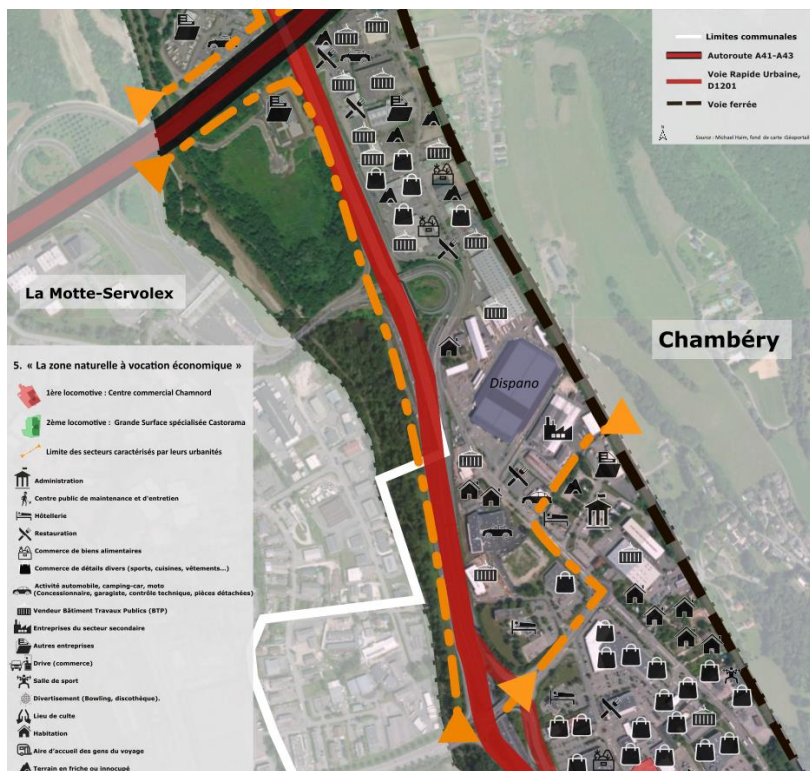 Limites communales
Autoroute A41-A43
Voie Rapide Urbaine,
D1201
Voie ferrée
N
Source : Michael Haim, fond de carte Géoportail
La Motte-Servolex
Chambéry
Dispano
5. « La zone naturelle à vocation économique »
1ère locomotive : Centre commercial Chamnord
2ème locomotive : Grande Surface spécialisée Castorama
Limite des secteurs caractérisés par leurs urbanités
Administration
Centre public de maintenance et d'entretien
Hôtellerie
Restauration
Commerce de biens alimentaires
Commerce de détails divers (sports, cuisines, vêtements...)
Activité automobile, camping-car, moto
(Concessionnaire, garagiste, contrôle technique, pièces détachées)
Vendeur Bâtiment Travaux Publics (BTP)
Entreprises du secteur secondaire
Autres entreprises
Drive (commerce)
Salle de sport
Divertisement (Bowling, discothèque).
Lieu de culte
Habitation
Aire d'accueil des gens du voyage
Terrain en friche ou innocupé